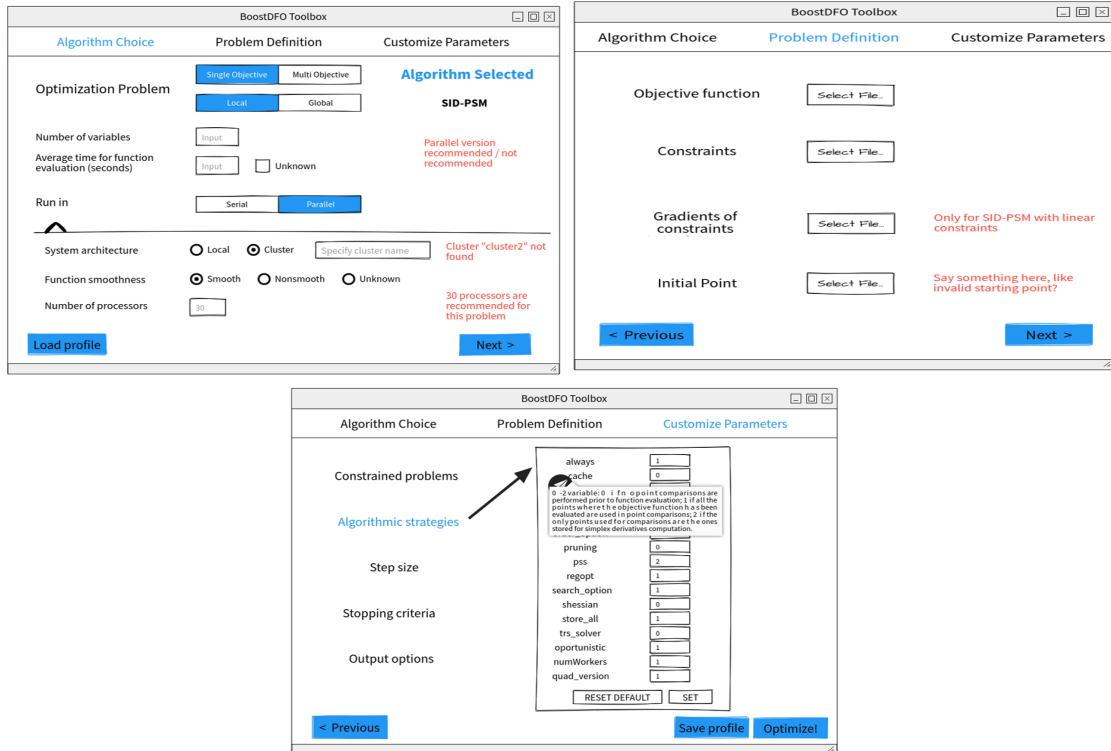 BoostDFO Toolbox
Algorithm Choice
Problem Definition
Customize Parameters
Optimization Problem
Single Objective
Multi Objective
Local
Global
Algorithm Selected
SID-PSM
Number of variables
Input
Average time for function
evaluation (seconds)
Input
Unknown
Parallel version
recommended / not
recommended
Run in
Serial
Parallel
System architecture
Local
Cluster
Specify cluster name
Cluster "cluster2" not
found
Function smoothness
Smooth
Nonsmooth
Unknown
Number of processors
30
30 processors are
recommended for
this problem
Load profile
Next >
BoostDFO Toolbox
Algorithm Choice
Problem Definition
Customize Parameters
Objective function
Select File...
Constraints
Select File...
Gradients of
constraints
Select File...
Only for SID-PSM with linear
constraints
Initial Point
Select File...
Say something here, like
invalid starting point?
< Previous
Next >
BoostDFO Toolbox
Algorithm Choice
Problem Definition
Customize Parameters
Constrained problems
Algorithmic strategies
Step size
Stopping criteria
Output options
always 1
cache 0
0 -2 variable: 0 if no point comparisons are
performed prior to function evaluation; 1 if all the
points where the objective function has been
evaluated are used in point comparisons; 2 if the
only points used for comparisons are the ones
stored for simplex derivatives computation.
pruning 0
pss 2
regopt 1
search_option 1
shessian 0
store_all 1
trs_solver 0
oportunistic 1
numWorkers 1
quad_version 1
RESET DEFAULT
SET
< Previous
Save profile
Optimize!